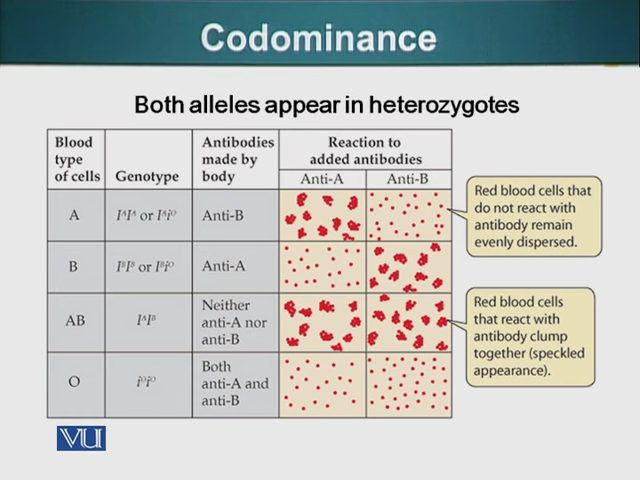 Codominance
Both alleles appear in heterozygotes
Blood
type
of cells
Genotype
Antibodies
made by
body
Reaction to
added antibodies
Anti-A
Anti-B
A
IᴬIᴬ or Iᴬiᴼ
Anti-B
B
IᴮIᴮ or Iᴮiᴼ
Anti-A
AB
IᴬIᴮ
Neither
anti-A nor
anti-B
O
iᴼiᴼ
Both
anti-A and
anti-B
Red blood cells that
do not react with
antibody remain
evenly dispersed.
Red blood cells
that react with
antibody clump
together (speckled
appearance).
VU